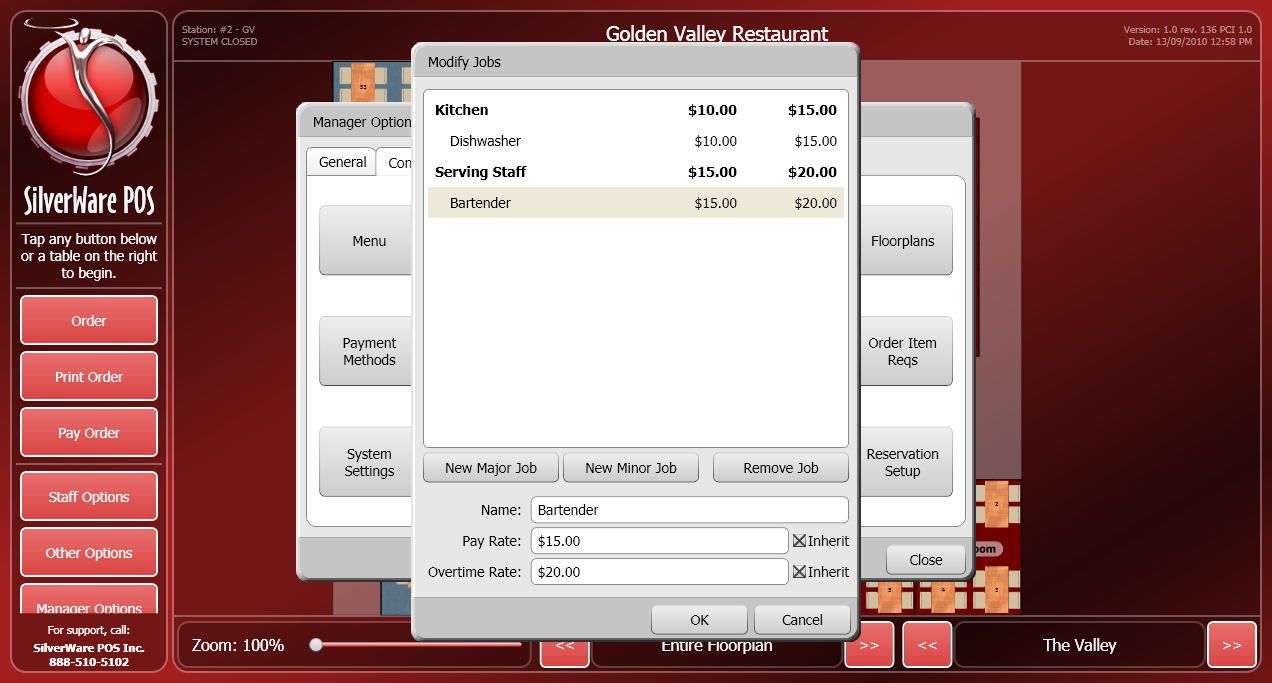 Station: #2 - GV
SYSTEM CLOSED
Golden Valley Restaurant
Version: 1.0 rev. 136 PCI 1.0
Date: 13/09/2010 12:58 PM
SilverWare POS
Tap any button below
or a table on the right
to begin.
Order
Print Order
Pay Order
Staff Options
Other Options
Manager Options
For support, call:
SilverWare POS Inc.
888-510-5102
53
Manager Option
General
Con
Menu
Payment
Methods
System
Settings
Floorplans
Order Item
Reqs
Reservation
Setup
Close
Modify Jobs
Kitchen $10.00 $15.00
Dishwasher $10.00 $15.00
Serving Staff $15.00 $20.00
Bartender $15.00 $20.00
New Major Job
New Minor Job
Remove Job
Name: Bartender
Pay Rate: $15.00 Inherit
Overtime Rate: $20.00 Inherit
OK
Cancel
2
oom
4
Zoom: 100%
<<
Entire Floorplan
>>
<<
The Valley
>>